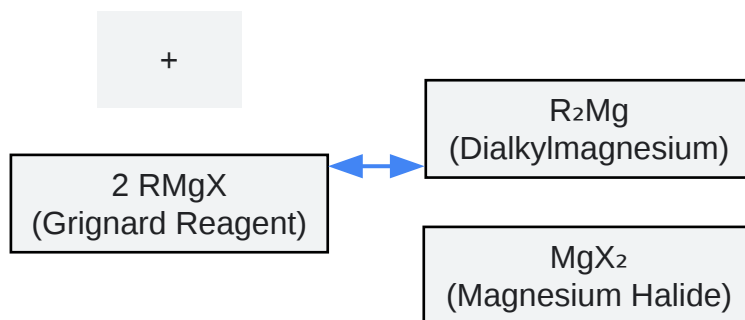 +
2 RMgX
(Grignard Reagent)
R₂Mg
(Dialkylmagnesium)
MgX₂
(Magnesium Halide)